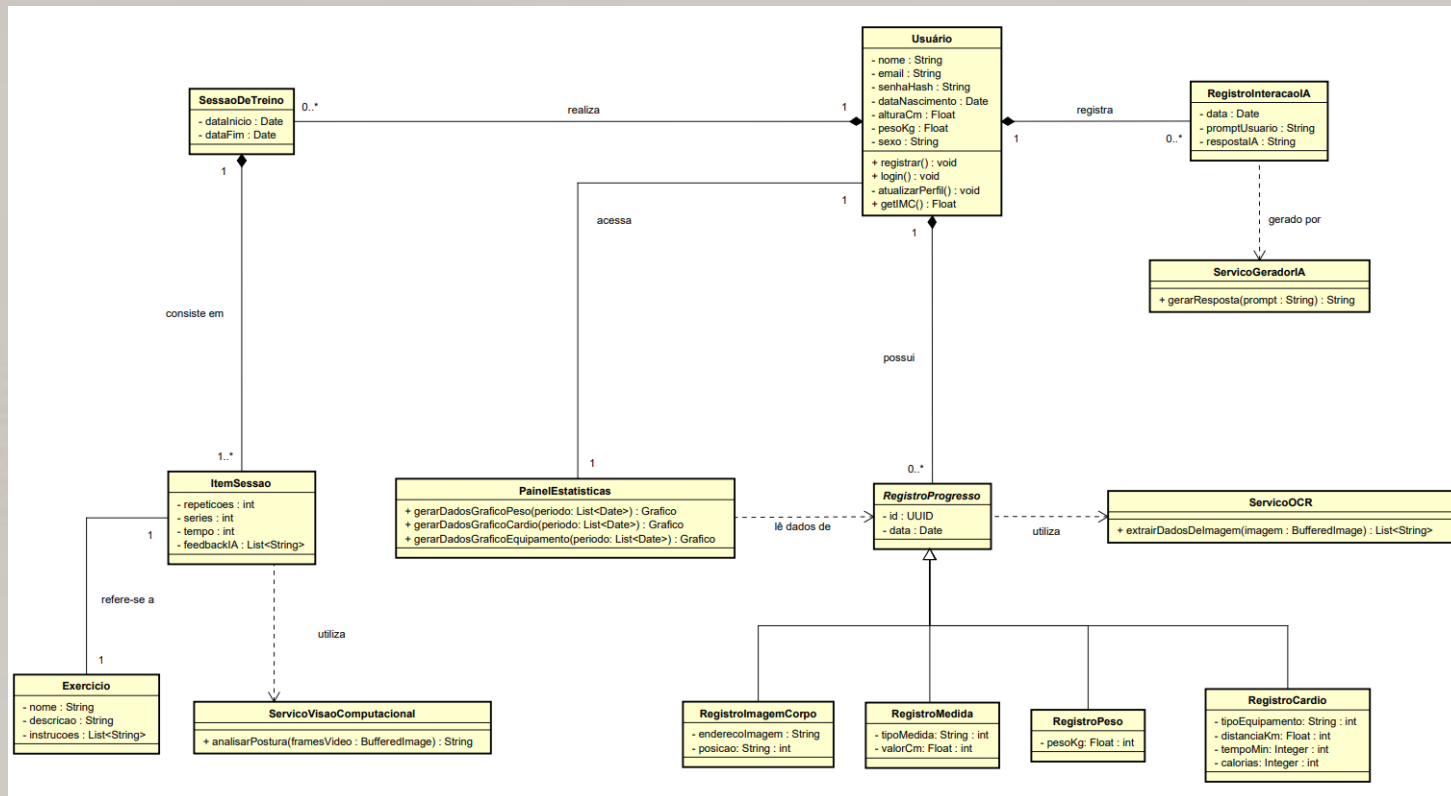 Usuário
- nome : String
- email : String
- senhaHash : String
- dataNascimento : Date
- alturaCm : Float
- pesoKg : Float
- sexo : String
+ registrar() : void
+ login() : void
- atualizarPerfil() : void
+ getIMC() : Float
SessaoDeTreino
- dataInicio : Date
- dataFim : Date
0..*
realiza
1
1
registra
0..*
RegistroInteracaoIA
- data : Date
- promptUsuario : String
- respostaIA : String
1
acessa
1
1
gerado por
ServicoGeradorIA
+ gerarResposta(prompt : String) : String
consiste em
possui
1..*
1
0..*
ItemSessao
- repeticoes : int
- series : int
- tempo : int
- feedbackIA : List<String>
PainelEstatisticas
+ gerarDadosGraficoPeso(periodo: List<Date>) : Grafico
+ gerarDadosGraficoCardio(periodo: List<Date>) : Grafico
+ gerarDadosGraficoEquipamento(periodo: List<Date>) : Grafico
lê dados de
RegistroProgresso
- id : UUID
- data : Date
utiliza
ServicoOCR
+ extrairDadosDeImagem(imagem : BufferedImage) : List<String>
1
refere-se a
utiliza
1
Exercicio
- nome : String
- descricao : String
- instrucoes : List<String>
ServicoVisaoComputacional
+ analisarPostura(framesVideo : BufferedImage) : String
RegistroImagemCorpo
- enderecoImagem : String
- posicao: String : int
RegistroMedida
- tipoMedida: String : int
- valorCm: Float : int
RegistroPeso
- pesoKg: Float : int
RegistroCardio
- tipoEquipamento: String : int
- distanciaKm: Float : int
- tempoMin: Integer : int
- calorias: Integer : int